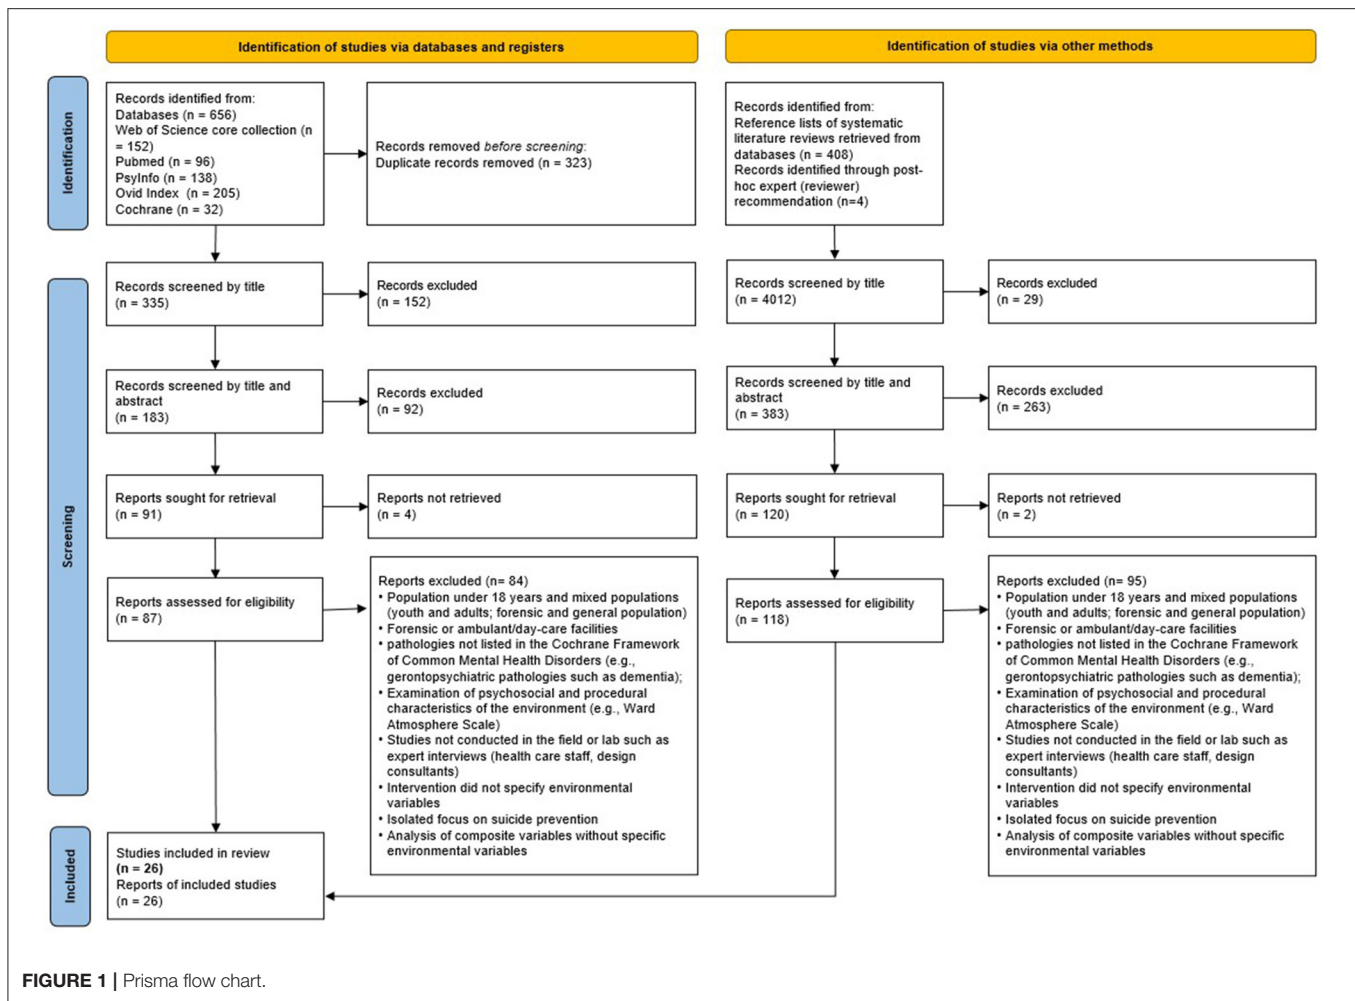 Identification of studies via databases and registers
Identification of studies via other methods
Identification
Records identified from:
Databases (n = 656)
Web of Science core collection (n
= 152)
Pubmed (n = 96)
PsyInfo (n = 138)
Ovid Index (n = 205)
Cochrane (n = 32)
Records removed before screening:
Duplicate records removed (n = 323)
Records identified from:
Reference lists of systematic
literature reviews retrieved from
databases (n = 408)
Records identified through post-
hoc expert (reviewer)
recommendation (n=4)
Screening
Records screened by title
(n = 335)
Records excluded
(n = 152)
Records screened by title
(n = 4012)
Records excluded
(n = 29)
Records screened by title and
abstract
(n = 183)
Records excluded
(n = 92)
Records screened by title and
abstract
(n = 383)
Records excluded
(n = 263)
Reports sought for retrieval
(n = 91)
Reports not retrieved
(n = 4)
Reports sought for retrieval
(n = 120)
Reports not retrieved
(n = 2)
Reports assessed for eligibility
(n = 87)
Reports excluded (n= 84)
• Population under 18 years and mixed populations
(youth and adults; forensic and general population)
• Forensic or ambulant/day-care facilities
• pathologies not listed in the Cochrane Framework
of Common Mental Health Disorders (e.g.,
gerontopsychiatric pathologies such as dementia);
• Examination of psychosocial and procedural
characteristics of the environment (e.g., Ward
Atmosphere Scale)
• Studies not conducted in the field or lab such as
expert interviews (health care staff, design
consultants)
• Intervention did not specify environmental
variables
• Isolated focus on suicide prevention
• Analysis of composite variables without specific
environmental variables
Reports assessed for eligibility
(n = 118)
Reports excluded (n= 95)
• Population under 18 years and mixed populations
(youth and adults; forensic and general population)
• Forensic or ambulant/day-care facilities
• pathologies not listed in the Cochrane Framework
of Common Mental Health Disorders (e.g.,
gerontopsychiatric pathologies such as dementia);
• Examination of psychosocial and procedural
characteristics of the environment (e.g., Ward
Atmosphere Scale)
• Studies not conducted in the field or lab such as
expert interviews (health care staff, design
consultants)
• Intervention did not specify environmental
variables
• Isolated focus on suicide prevention
• Analysis of composite variables without specific
environmental variables
Included
Studies included in review
(n = 26)
Reports of included studies
(n = 26)
FIGURE 1 | Prisma flow chart.